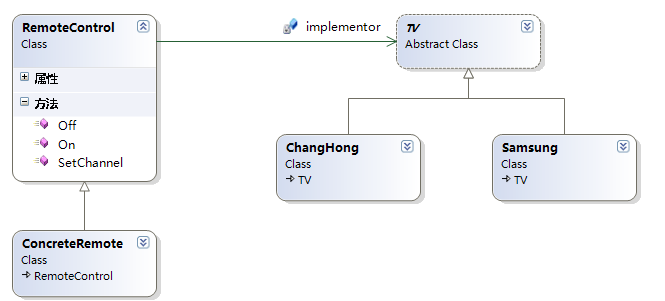 RemoteControl
Class
属性
方法
Off
On
SetChannel
implementor
TV
Abstract Class
ChangHong
Class
TV
Samsung
Class
TV
ConcreteRemote
Class
RemoteControl